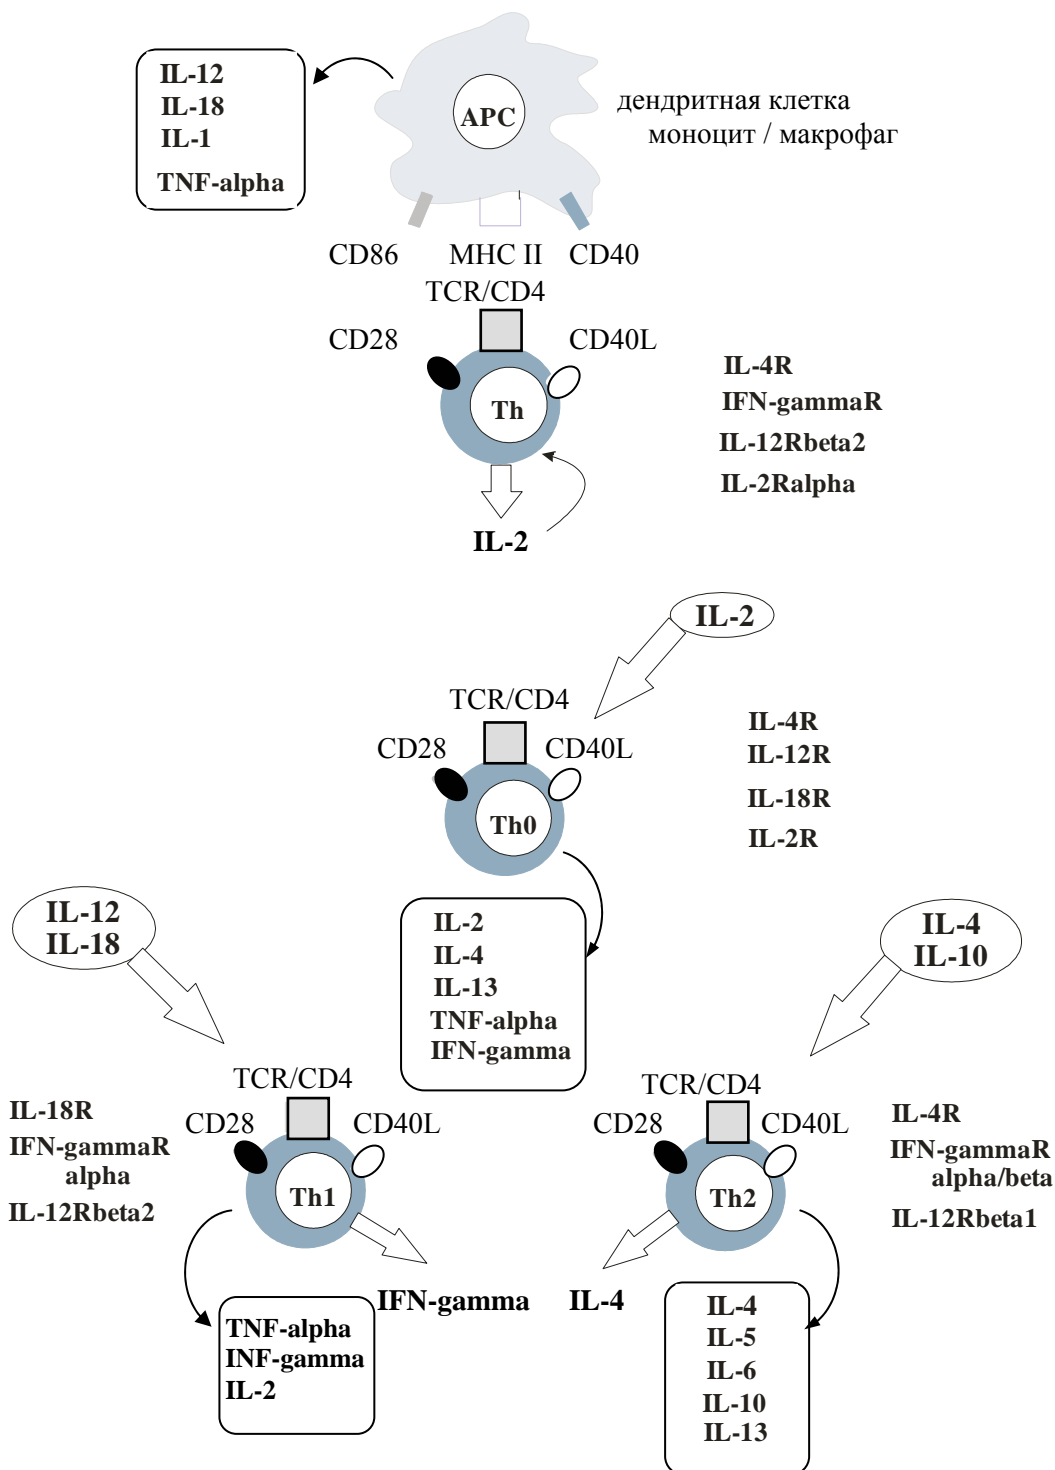 IL-12
IL-18
IL-1
TNF-alpha
APC
дендритная клетка
моноцит / макрофаг
CD86
MHC II
CD40
TCR/CD4
CD28
CD40L
Th
IL-4R
IFN-gammaR
IL-12Rbeta2
IL-2Ralpha
IL-2
IL-2
TCR/CD4
CD28
CD40L
Th0
IL-4R
IL-12R
IL-18R
IL-2R
IL-2
IL-4
IL-13
TNF-alpha
IFN-gamma
IL-12
IL-18
IL-4
IL-10
TCR/CD4
CD28
CD40L
Th1
IL-18R
IFN-gammaR
alpha
IL-12Rbeta2
IFN-gamma
TNF-alpha
INF-gamma
IL-2
TCR/CD4
CD28
CD40L
Th2
IL-4R
IFN-gammaR
alpha/beta
IL-12Rbeta1
IL-4
IL-4
IL-5
IL-6
IL-10
IL-13